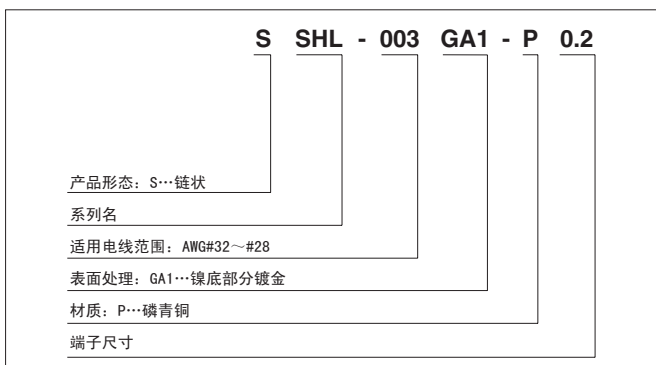 S SHL - 003 GA1 - P 0.2
产品形态：S…链状
系列名
适用电线范围：AWG#32～#28
表面处理：GA1…镍底部分镀金
材质：P…磷青铜
端子尺寸